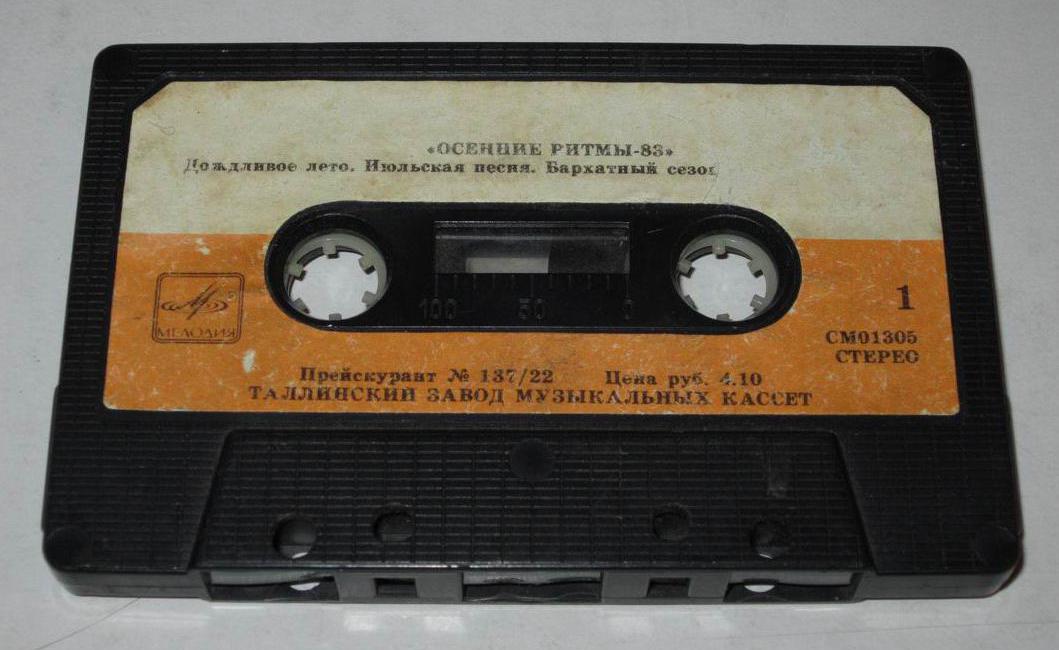 «ОСЕННИЕ РИТМЫ-83»
Дождливое лето. Июльская песня. Бархатный сезон
100 50 0
МЕЛОДИЯ
1
СМ01305
СТЕРЕО
Прейскурант № 137/22 Цена руб. 4.10
ТАЛЛИНСКИЙ ЗАВОД МУЗЫКАЛЬНЫХ КАССЕТ